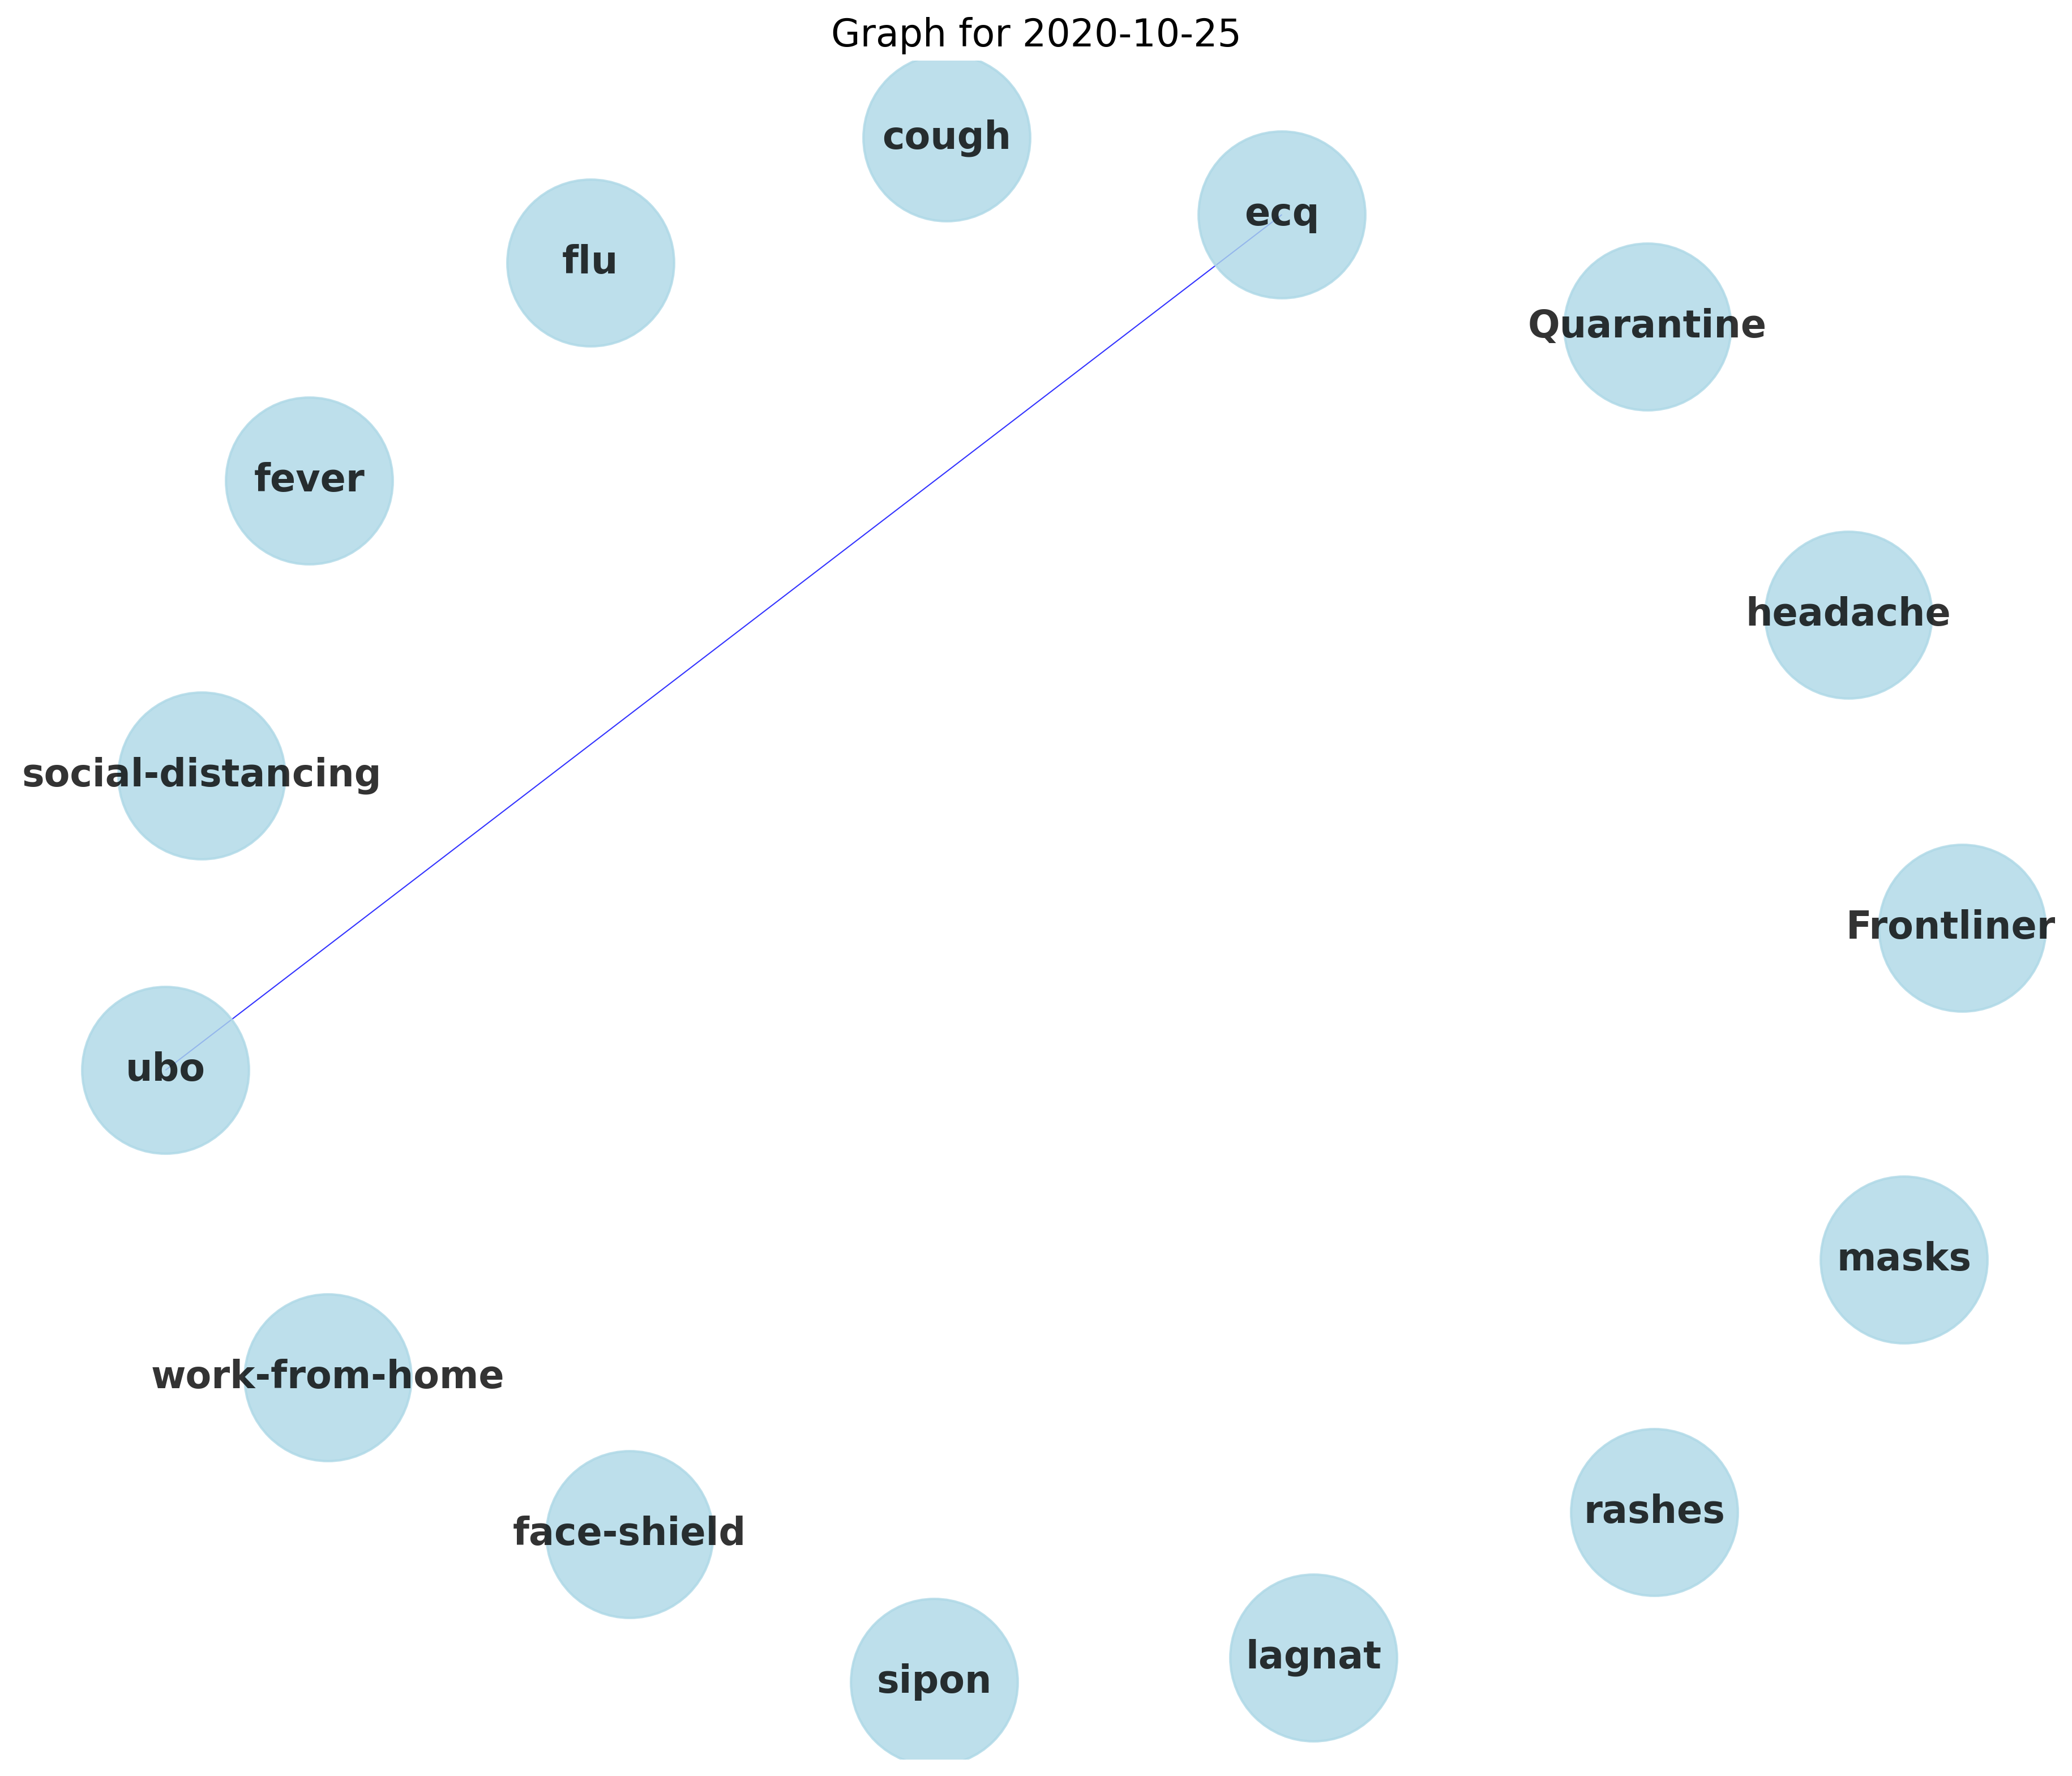 Graph for 2020-10-25
cough
ecq
flu
Quarantine
fever
headache
social-distancing
Frontliner
ubo
masks
work-from-home
rashes
face-shield
lagnat
sipon